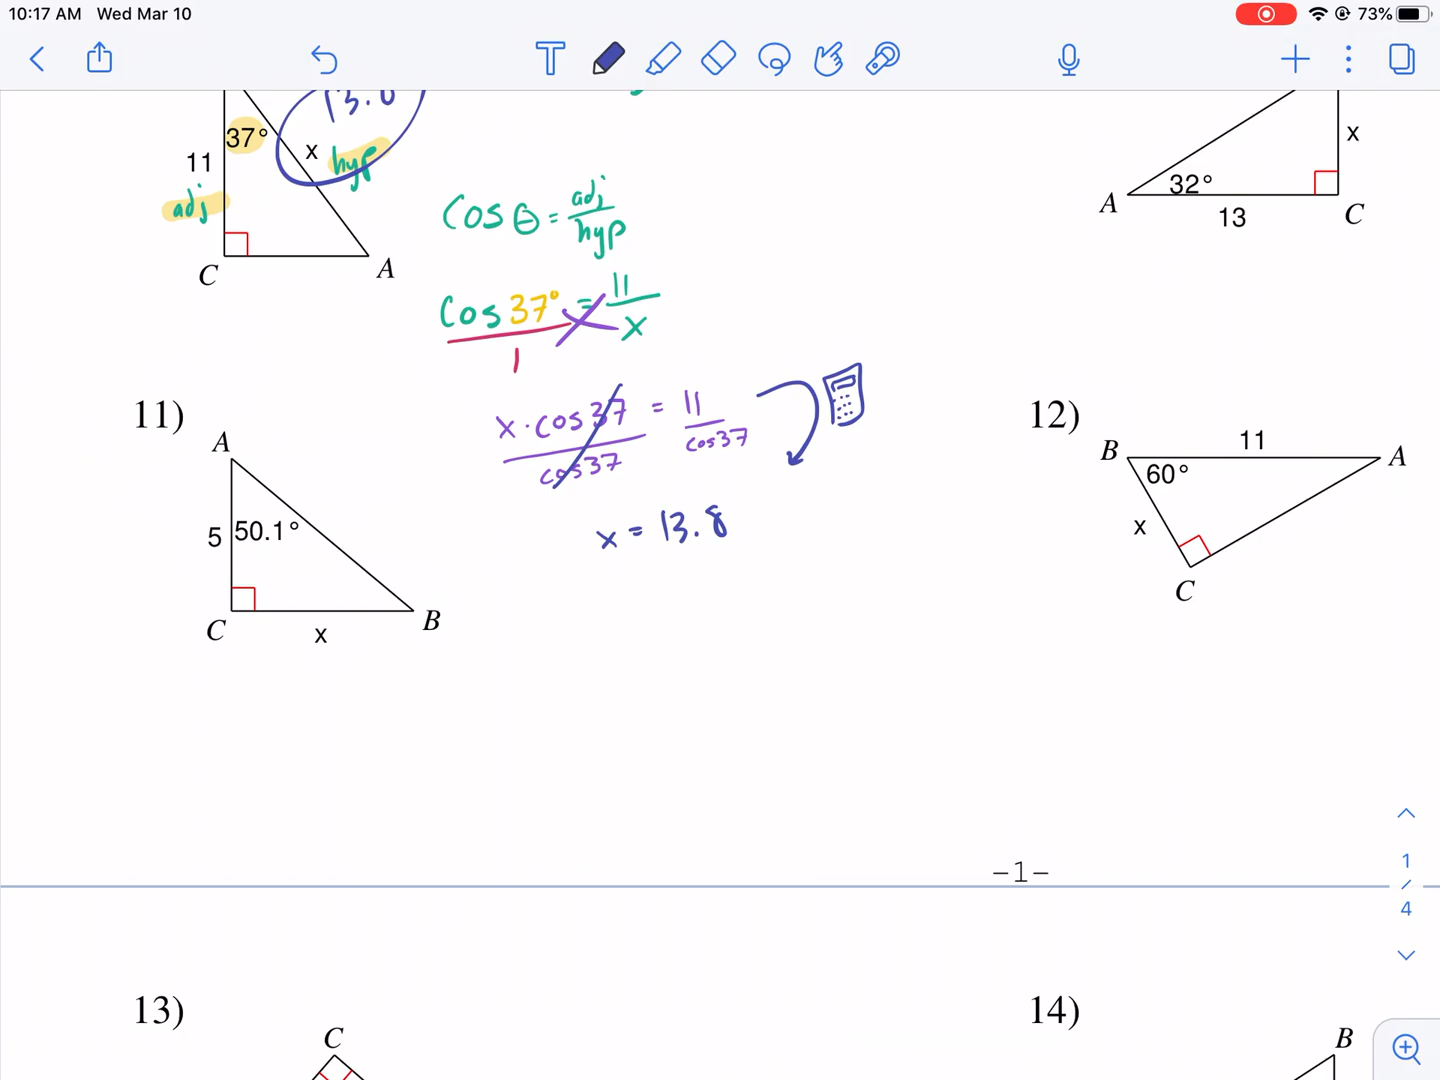 10:17 AM Wed Mar 10
73%
T
13.8
37°
11
x
hyp
adj
C
A
cos θ = adj/hyp
cos 37° = 11/x
1
x · cos 37 = 11
cos 37 cos 37
x = 13.8
x
A
32°
13
C
11)
A
5
50.1°
C
x
B
12)
B
11
A
60°
x
C
-1-
1
/
4
13)
C
14)
B